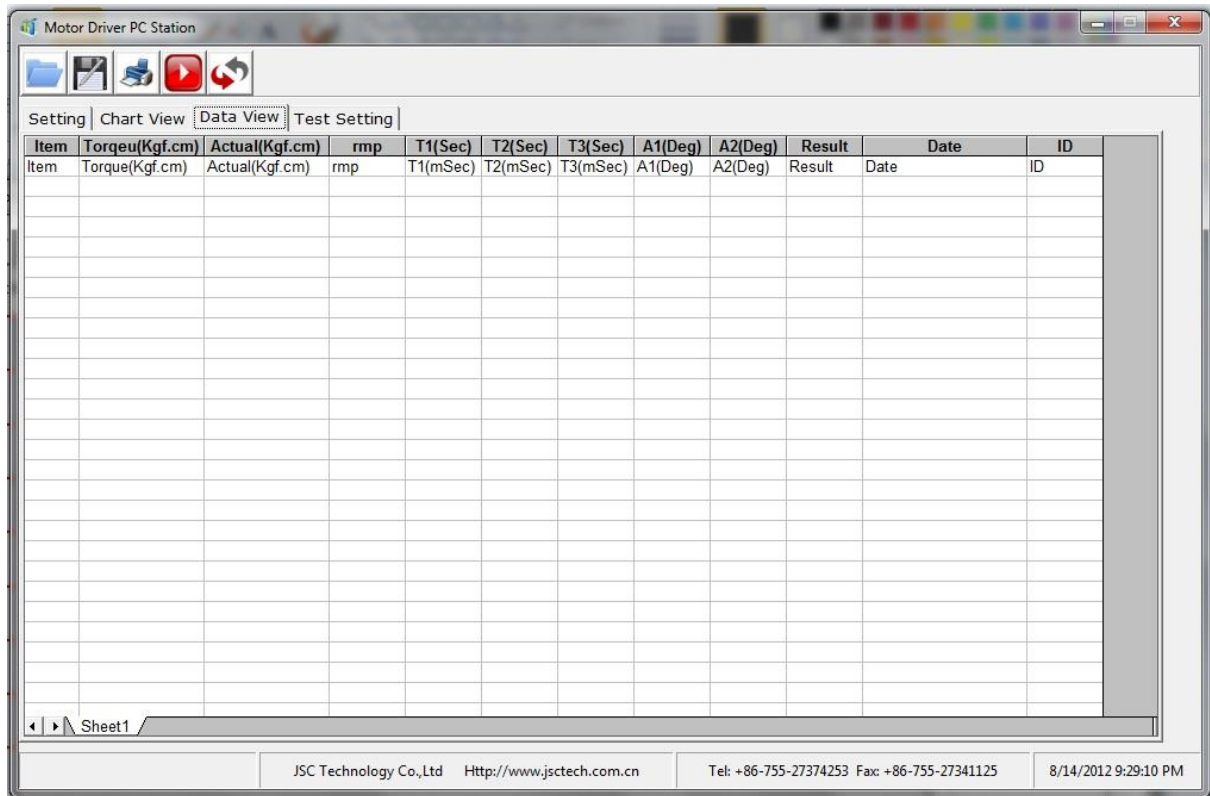 Motor Driver PC Station
Setting Chart View Data View Test Setting
Item Torqeu(Kgf.cm) Actual(Kgf.cm) rmp T1(Sec) T2(Sec) T3(Sec) A1(Deg) A2(Deg) Result Date ID
Item Torque(Kgf.cm) Actual(Kgf.cm) rmp T1(mSec) T2(mSec) T3(mSec) A1(Deg) A2(Deg) Result Date ID
Sheet1
JSC Technology Co.,Ltd Http://www.jsctech.com.cn Tel: +86-755-27374253 Fax: +86-755-27341125 8/14/2012 9:29:10 PM